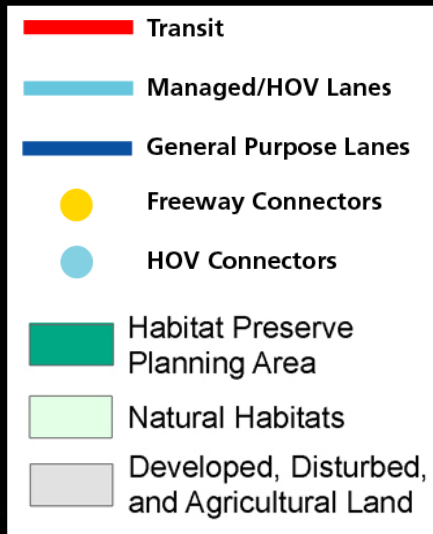 Transit
Managed/HOV Lanes
General Purpose Lanes
Freeway Connectors
HOV Connectors
Habitat Preserve
Planning Area
Natural Habitats
Developed, Disturbed,
and Agricultural Land